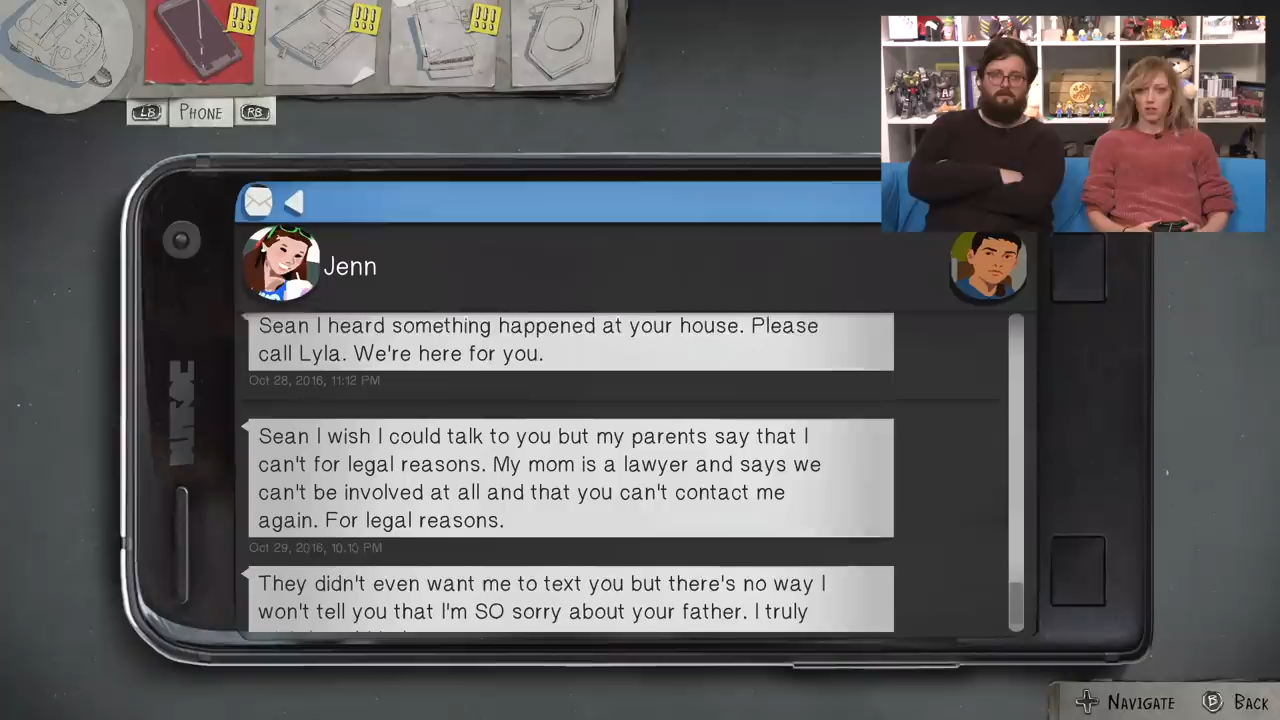 LB PHONE RB
Jenn
Sean I heard something happened at your house. Please
call Lyla. We're here for you.
Oct 28, 2016, 11:12 PM
Sean I wish I could talk to you but my parents say that I
can't for legal reasons. My mom is a lawyer and says we
can't be involved at all and that you can't contact me
again. For legal reasons.
Oct 29, 2016, 10:10 PM
They didn't even want me to text you but there's no way I
won't tell you that I'm SO sorry about your father. I truly
NAVIGATE B BACK